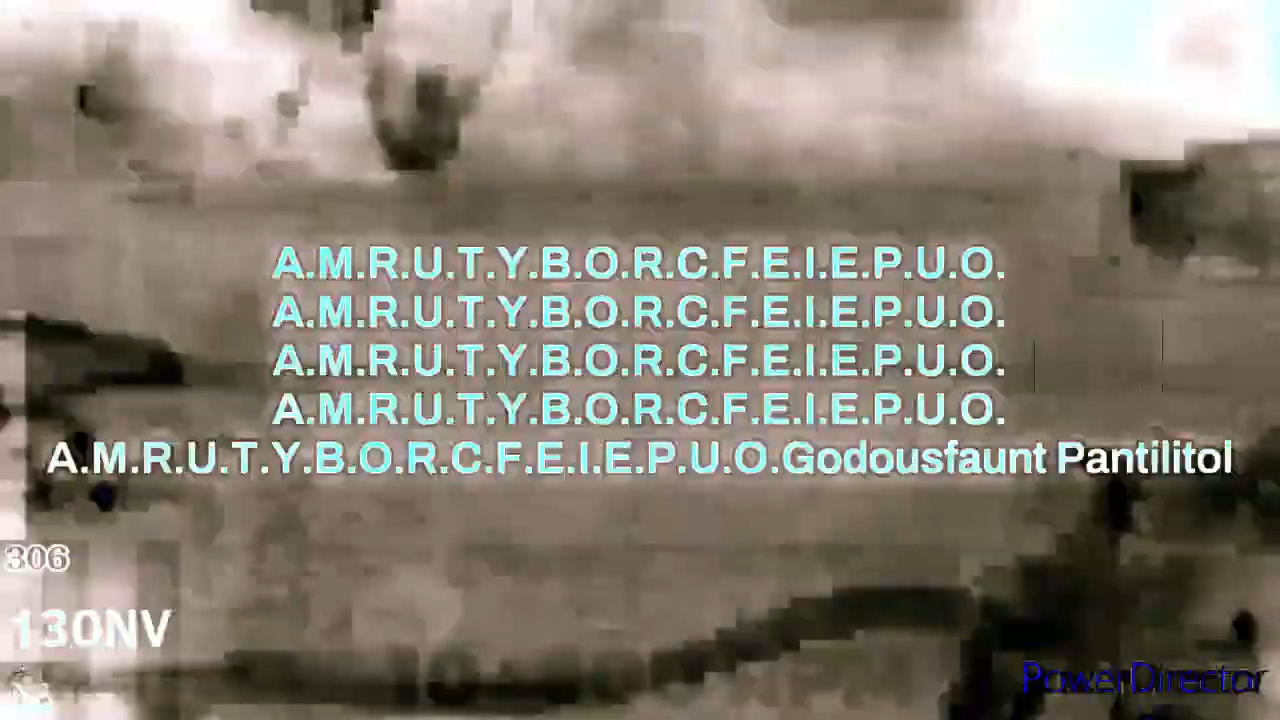 A.M.R.U.T.Y.B.O.R.C.F.E.I.E.P.U.O.
A.M.R.U.T.Y.B.O.R.C.F.E.I.E.P.U.O.
A.M.R.U.T.Y.B.O.R.C.F.E.I.E.P.U.O.
A.M.R.U.T.Y.B.O.R.C.F.E.I.E.P.U.O.
A.M.R.U.T.Y.B.O.R.C.F.E.I.E.P.U.O.Godousfaunt Pantilitol
306
130NV
PowerDirector